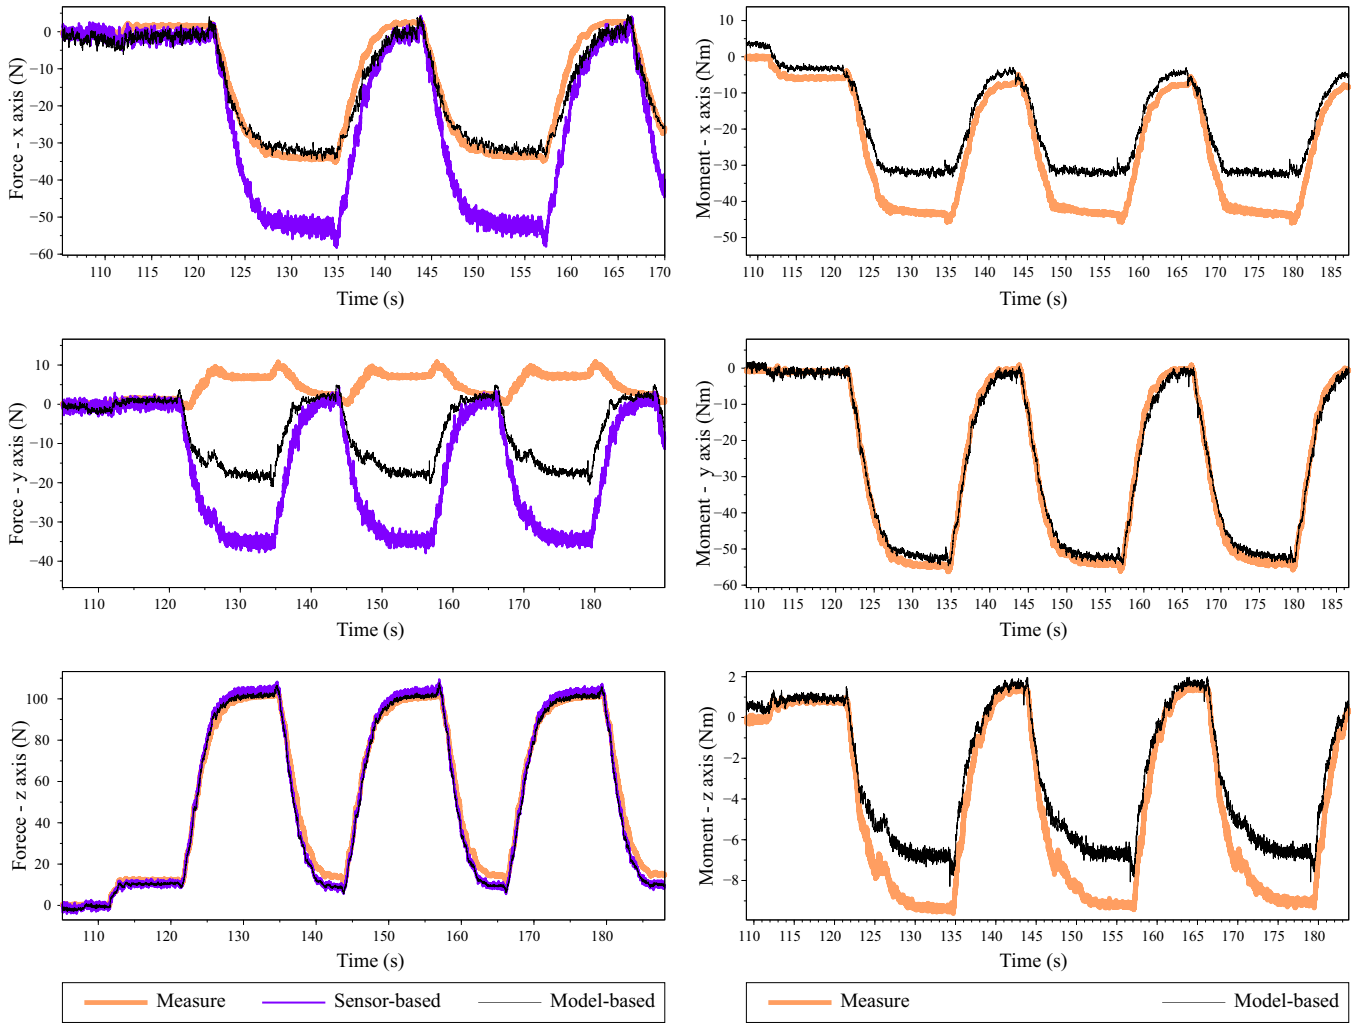 Force - x axis (N)
0
−10
−20
−30
−40
−50
−60
110 115 120 125 130 135 140 145 150 155 160 165 170
Time (s)
Moment - x axis (Nm)
10
0
−10
−20
−30
−40
50
110 115 120 125 130 135 140 145 150 155 160 165 170 175 180 185
Time (s)
Force - y axis (N)
10
0
−10
−20
−30
−40
110 120 130 140 150 160 170 180
Time (s)
Moment - y axis (Nm)
0
−10
−20
−30
−40
−50
−60
110 115 120 125 130 135 140 145 150 155 160 165 170 175 180 185
Time (s)
Forece - z axis (N)
100
80
60
40
20
0
110 120 130 140 150 160 170 180
Time (s)
Moment - z axis (Nm)
2
0
−2
−4
−6
−8
110 115 120 125 130 135 140 145 150 155 160 165 170 175 180
Time (s)
Measure Sensor-based Model-based
Measure Model-based